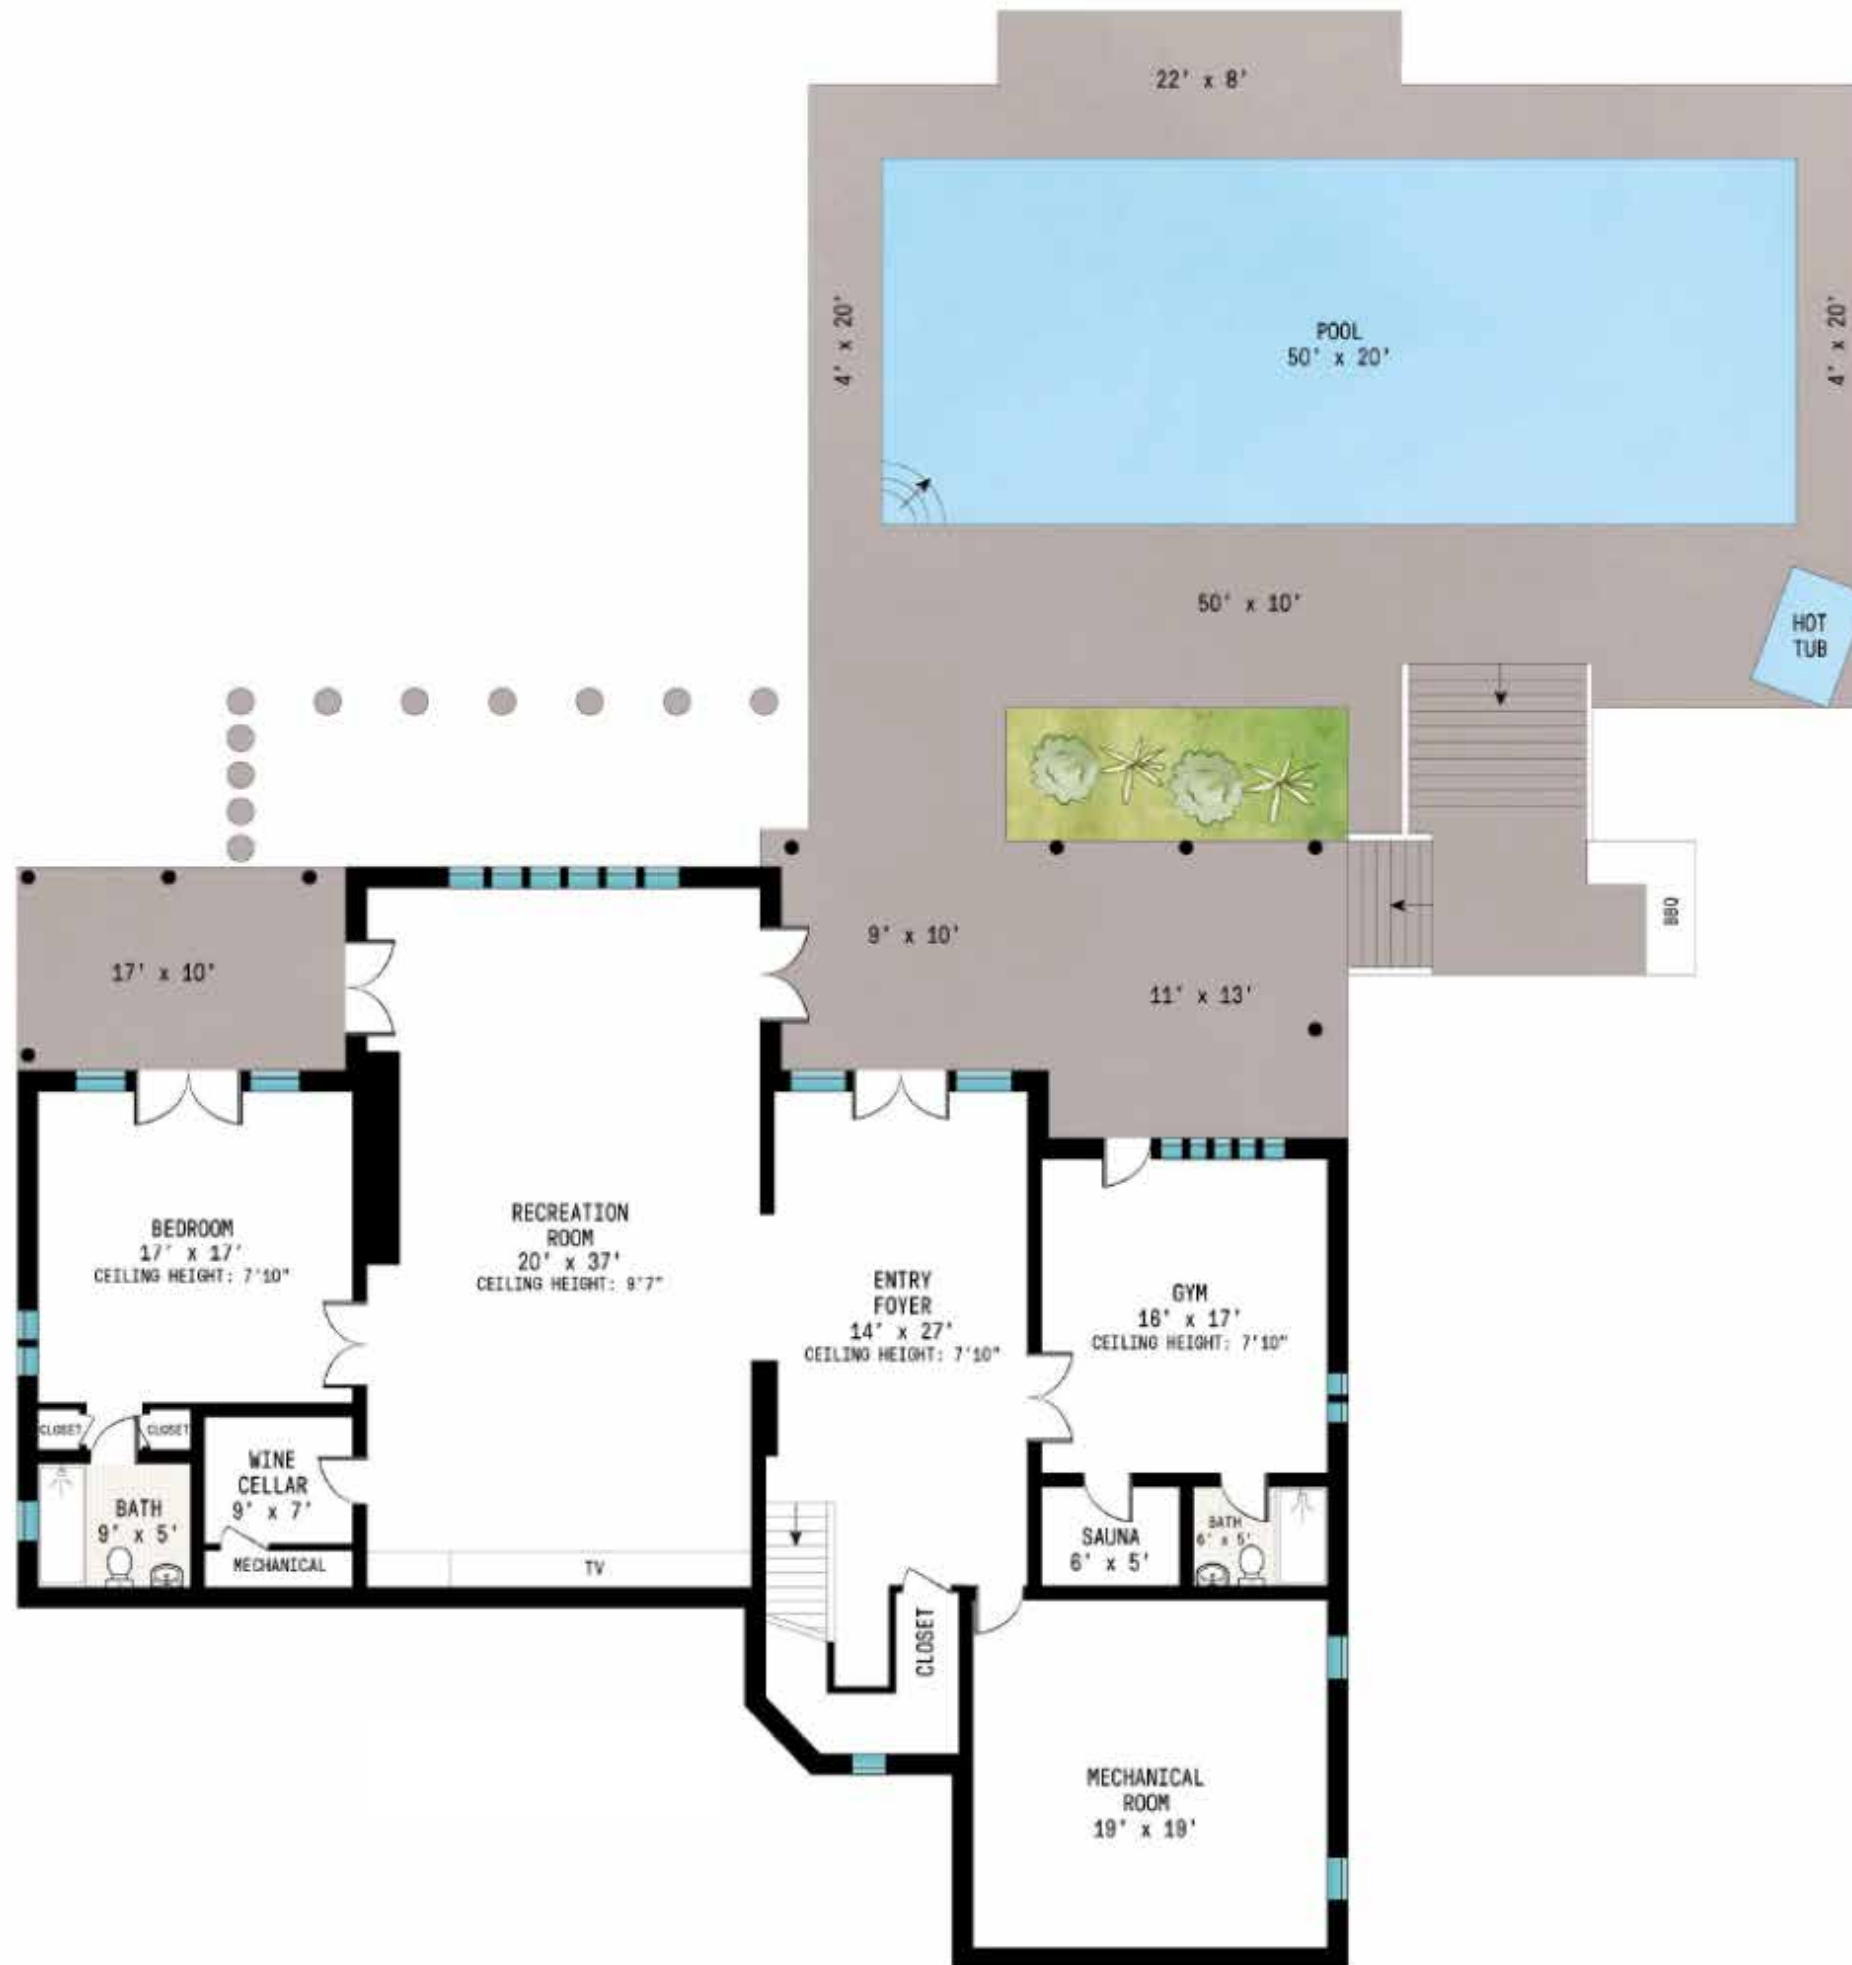 22' x 8'
4' x 20'
POOL
50' x 20'
4' x 20'
50' x 10'
HOT
TUB
BBQ
9' x 10'
17' x 10'
11' x 13'
BEDROOM
17' x 17'
CEILING HEIGHT: 7'10"
RECREATION
ROOM
20' x 37'
CEILING HEIGHT: 9'7"
ENTRY
FOYER
14' x 27'
CEILING HEIGHT: 7'10"
GYM
16' x 17'
CEILING HEIGHT: 7'10"
CLOSET
CLOSET
WINE
CELLAR
9' x 7'
BATH
9' x 5'
MECHANICAL
TV
SAUNA
6' x 5'
BATH
6' x 5'
CLOSET
MECHANICAL
ROOM
19' x 19'